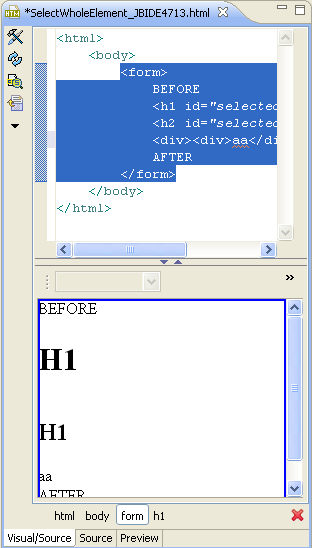 *SelectWholeElement_JBIDE4713.html
<html>
<body>
<form>
BEFORE
<h1 id="selected
<h2 id="selected
<div><div>aa</di
AFTER
</form>
</body>
</html>
»
BEFORE
H1
H1
aa
AFTER
html body form h1
Visual/Source Source Preview